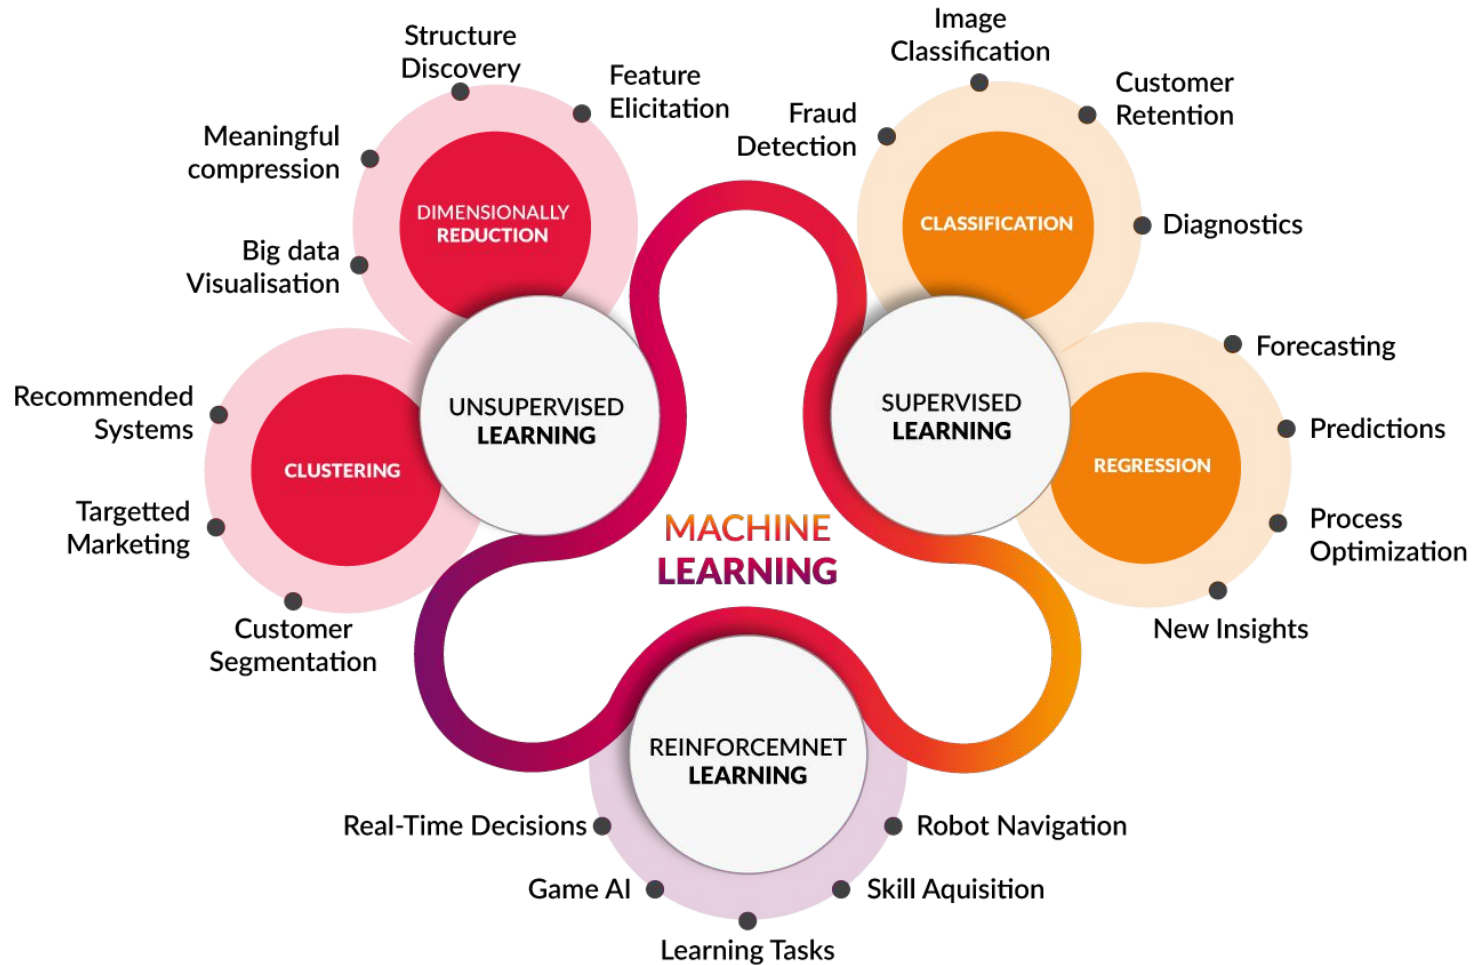 Structure
Discovery
Feature
Elicitation
Meaningful
compression
Big data
Visualisation
DIMENSIONALLY
REDUCTION
Recommended
Systems
Targetted
Marketing
Customer
Segmentation
CLUSTERING
UNSUPERVISED
LEARNING
Image
Classification
Customer
Retention
Fraud
Detection
Diagnostics
CLASSIFICATION
Forecasting
Predictions
Process
Optimization
New Insights
REGRESSION
SUPERVISED
LEARNING
MACHINE
LEARNING
REINFORCEMNET
LEARNING
Real-Time Decisions
Game AI
Learning Tasks
Skill Aquisition
Robot Navigation